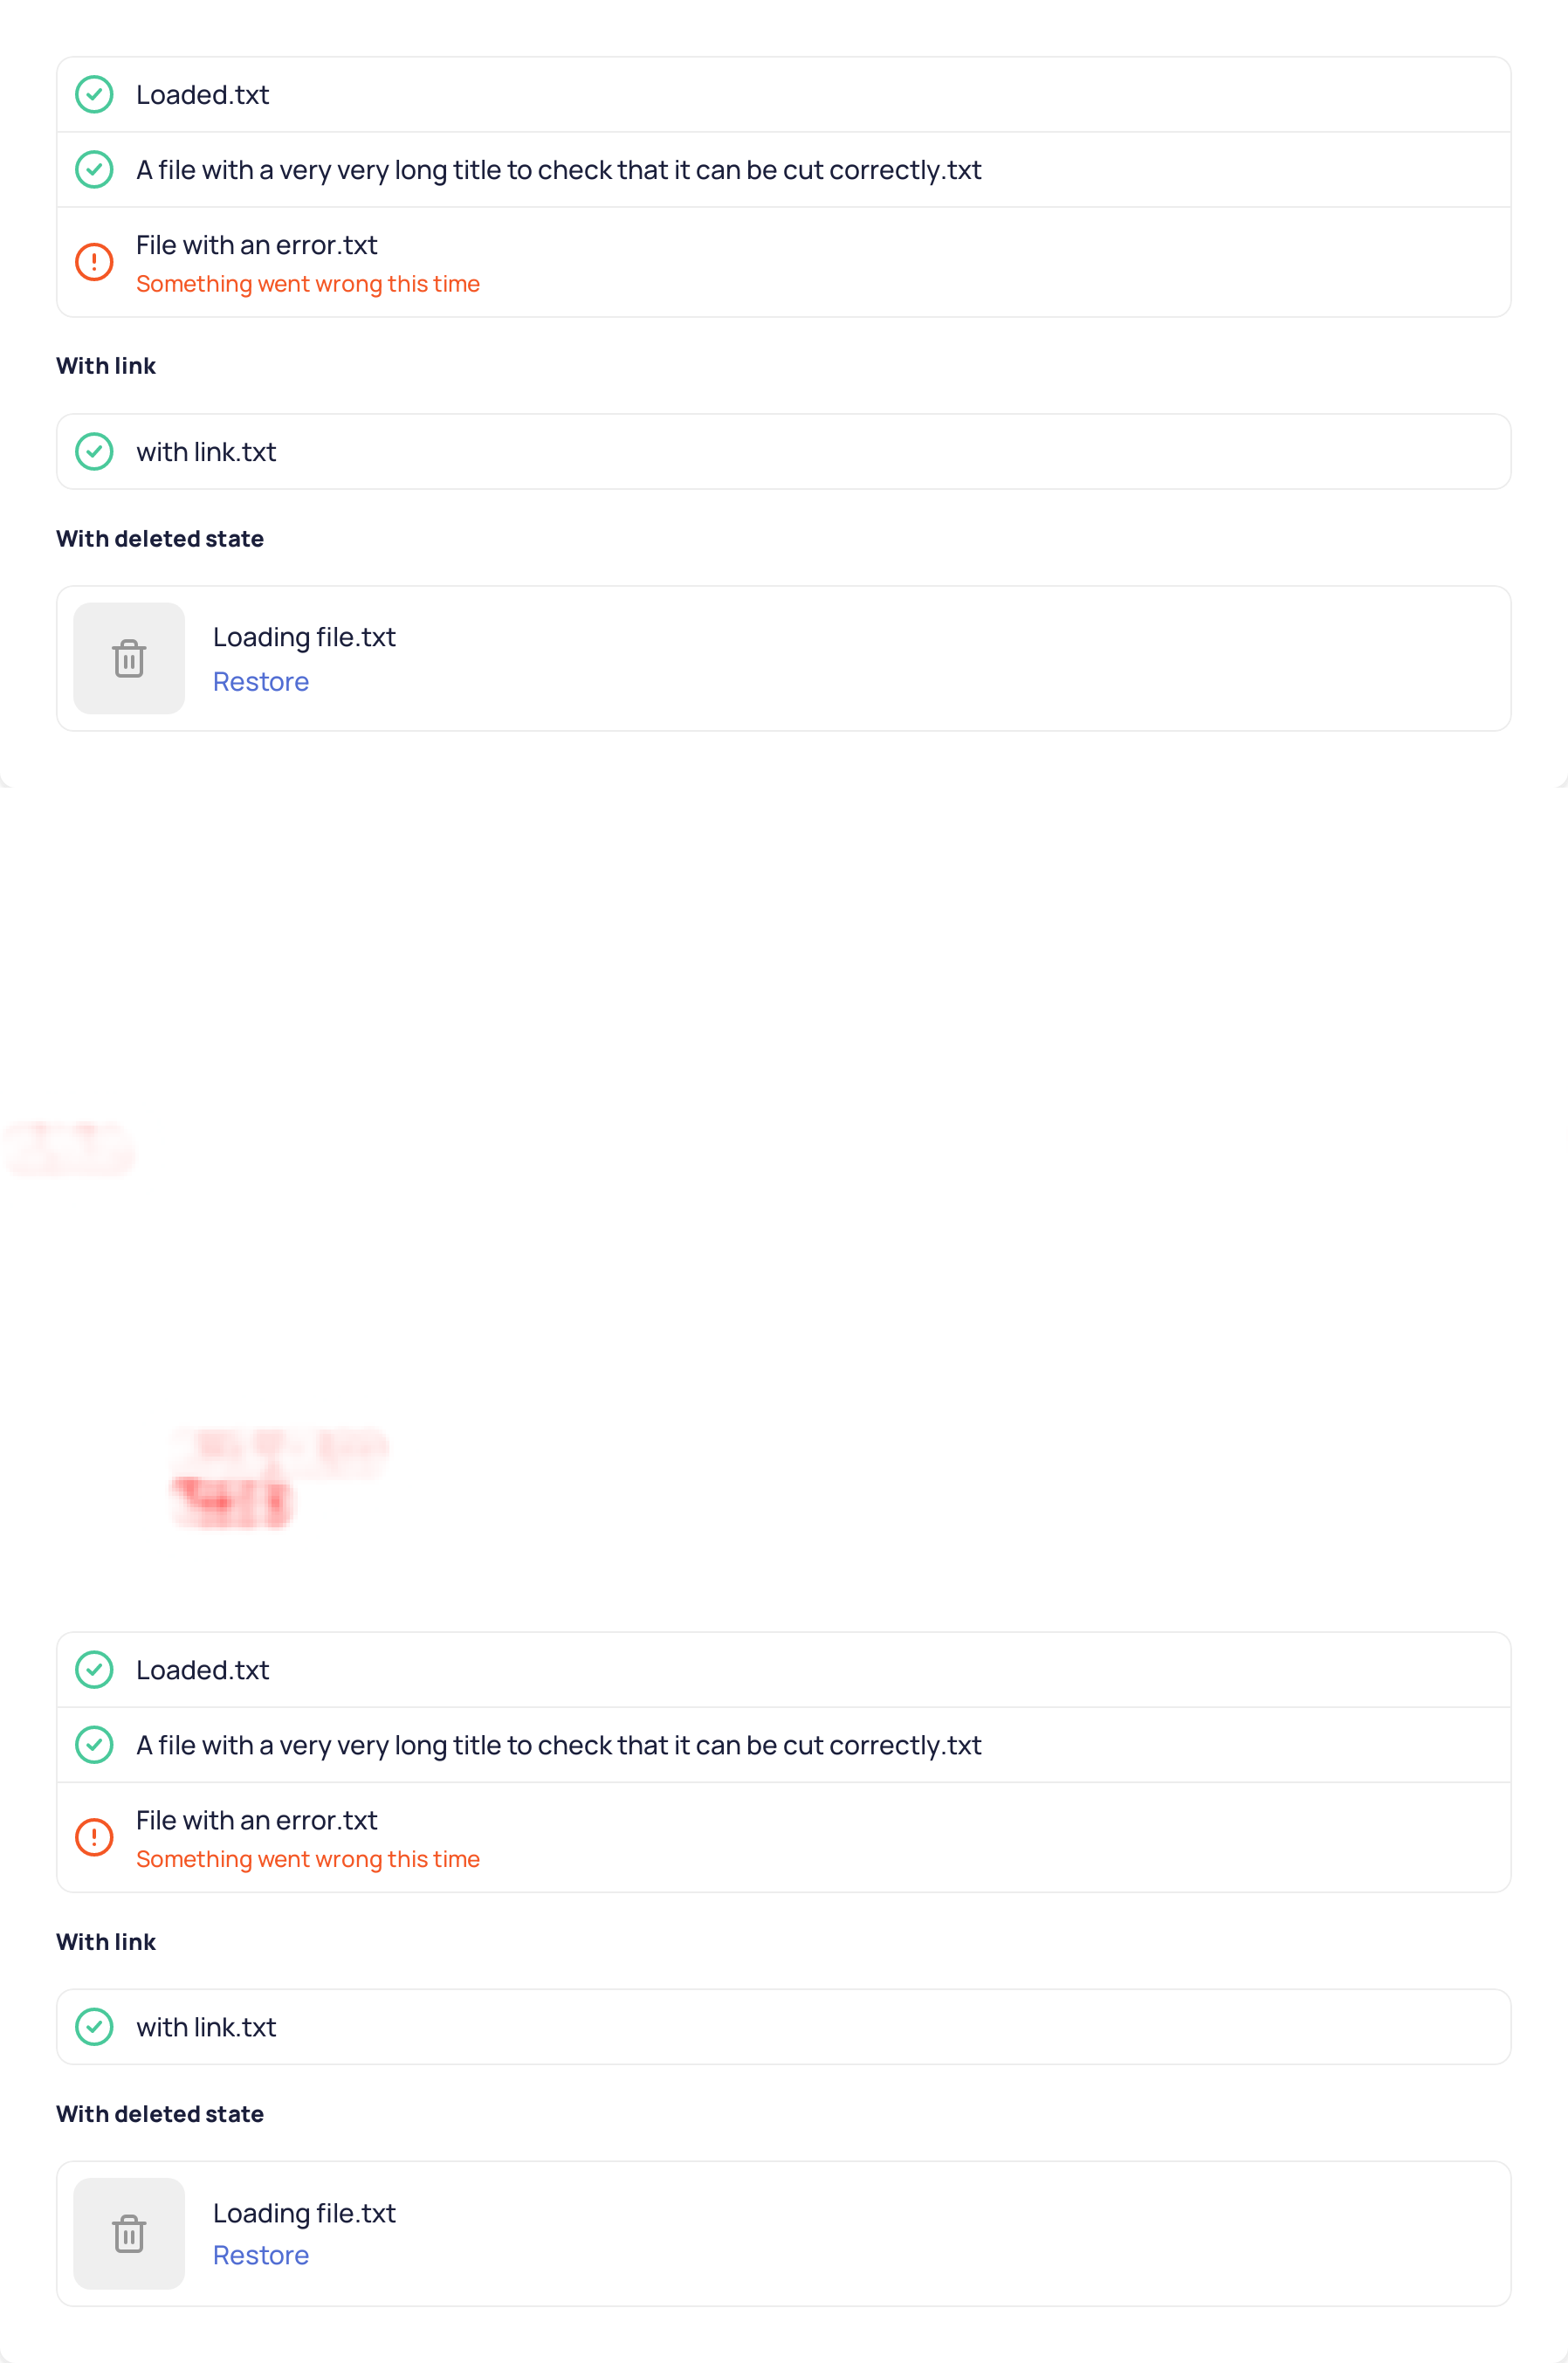 Loaded.txt
A file with a very very long title to check that it can be cut correctly.txt
File with an error.txt
Something went wrong this time
With link
with link.txt
With deleted state
Loading file.txt
Restore
Loaded.txt
A file with a very very long title to check that it can be cut correctly.txt
File with an error.txt
Something went wrong this time
With link
with link.txt
With deleted state
Loading file.txt
Restore